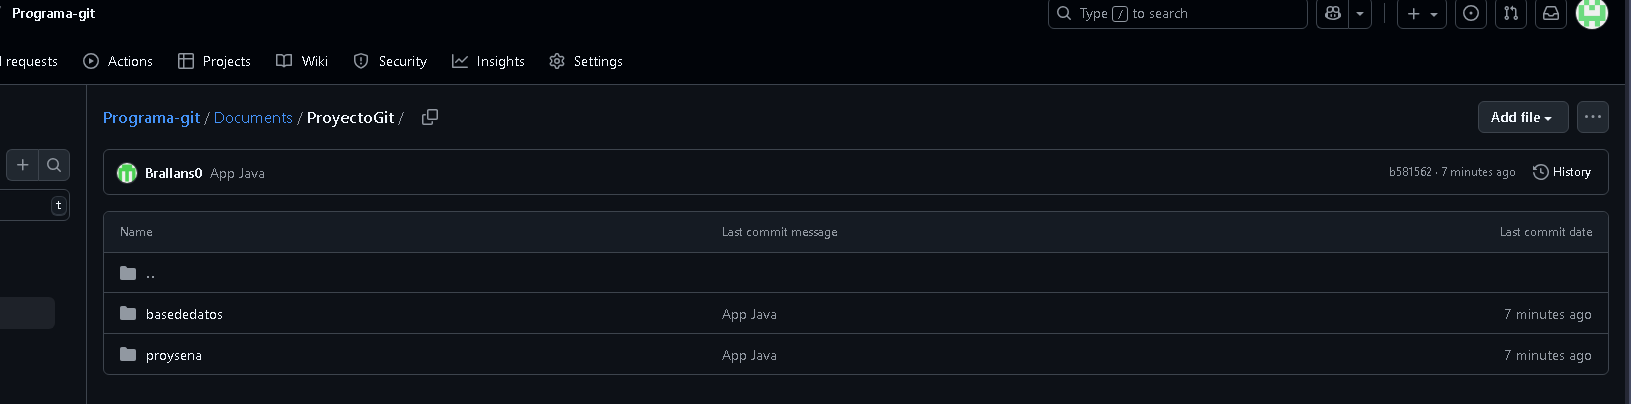 Programa-git
Type / to search
requests Actions Projects Wiki Security Insights Settings
Programa-git / Documents / ProyectoGit /
Add file
t
Brallans0 App Java
b581562 · 7 minutes ago
History
Name Last commit message Last commit date
..
basededatos App Java 7 minutes ago
proysena App Java 7 minutes ago